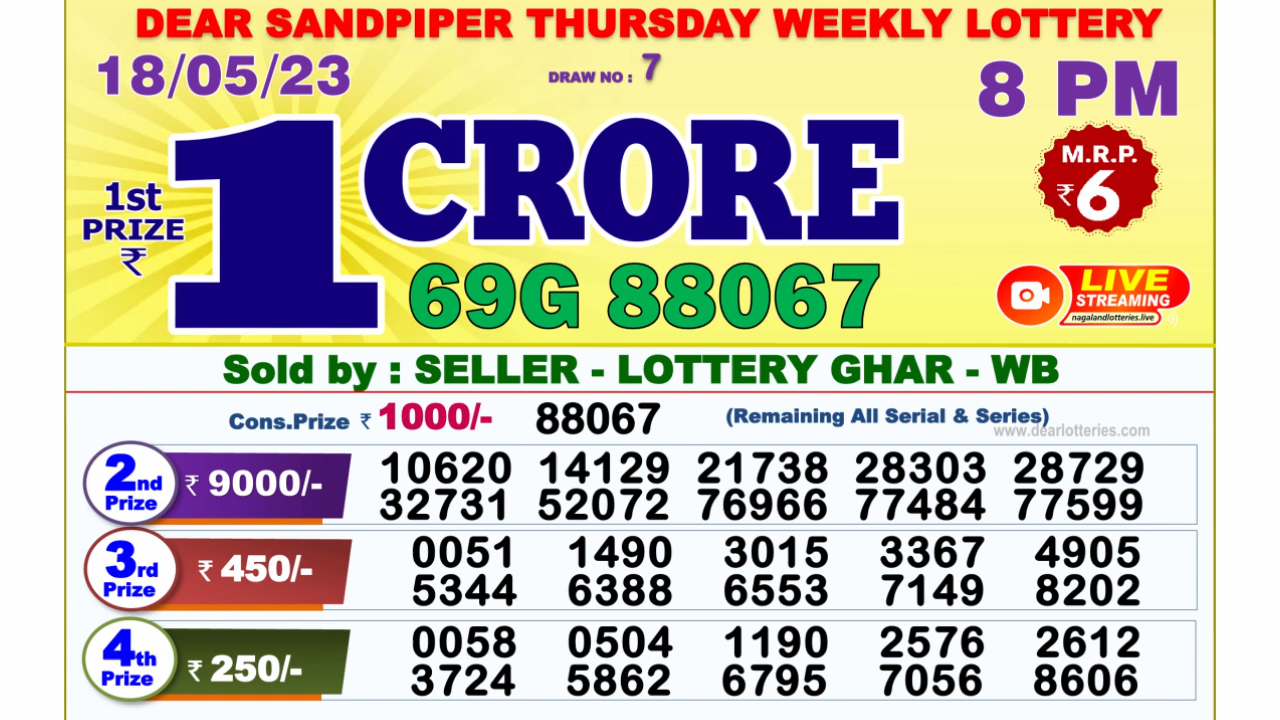 DEAR SANDPIPER THURSDAY WEEKLY LOTTERY
18/05/23 DRAW NO : 7 8 PM
1st PRIZE ₹ 1 CRORE
M.R.P. ₹ 6
69G 88067
LIVE STREAMING
nagalandlotteries.live
Sold by : SELLER - LOTTERY GHAR - WB
Cons.Prize ₹ 1000/- 88067 (Remaining All Serial & Series)
www.dearlotteries.com
2nd Prize ₹ 9000/-
10620 14129 21738 28303 28729
32731 52072 76966 77484 77599
3rd Prize ₹ 450/-
0051 1490 3015 3367 4905
5344 6388 6553 7149 8202
4th Prize ₹ 250/-
0058 0504 1190 2576 2612
3724 5862 6795 7056 8606